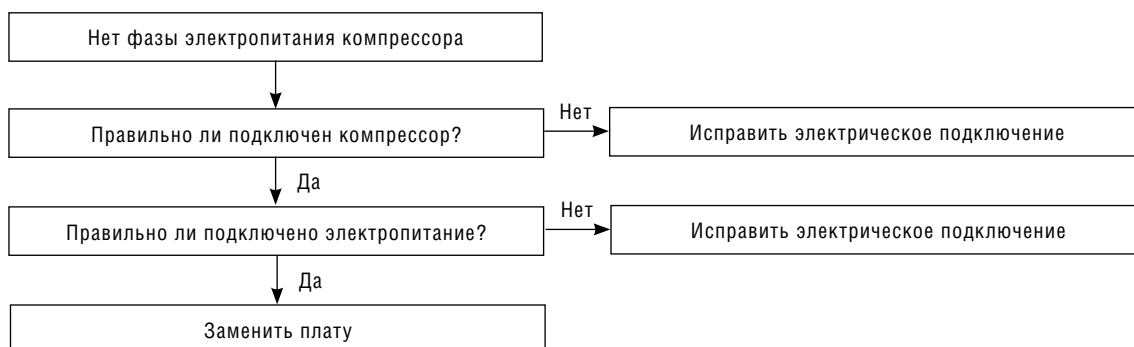 Нет фазы электропитания компрессора
Нет
Правильно ли подключен компрессор?
Исправить электрическое подключение
Да
Нет
Правильно ли подключено электропитание?
Исправить электрическое подключение
Да
Заменить плату